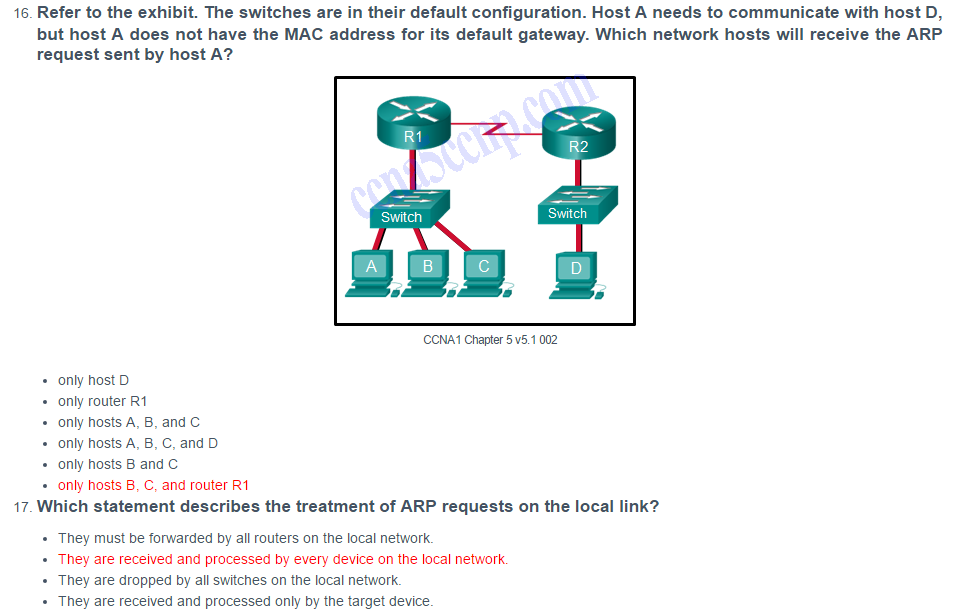 16. Refer to the exhibit. The switches are in their default configuration. Host A needs to communicate with host D,
but host A does not have the MAC address for its default gateway. Which network hosts will receive the ARP
request sent by host A?
ccna5ccnp.com
R1
R2
Switch
Switch
A
B
C
D
CCNA1 Chapter 5 v5.1 002
• only host D
• only router R1
• only hosts A, B, and C
• only hosts A, B, C, and D
• only hosts B and C
• only hosts B, C, and router R1
17. Which statement describes the treatment of ARP requests on the local link?
• They must be forwarded by all routers on the local network.
• They are received and processed by every device on the local network.
• They are dropped by all switches on the local network.
• They are received and processed only by the target device.